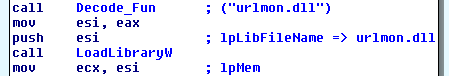 call Decode_Fun ; ("urlmon.dll")
mov esi, eax
push esi ; lpLibFileName => urlmon.dll
call LoadLibraryW
mov ecx, esi ; lpMem